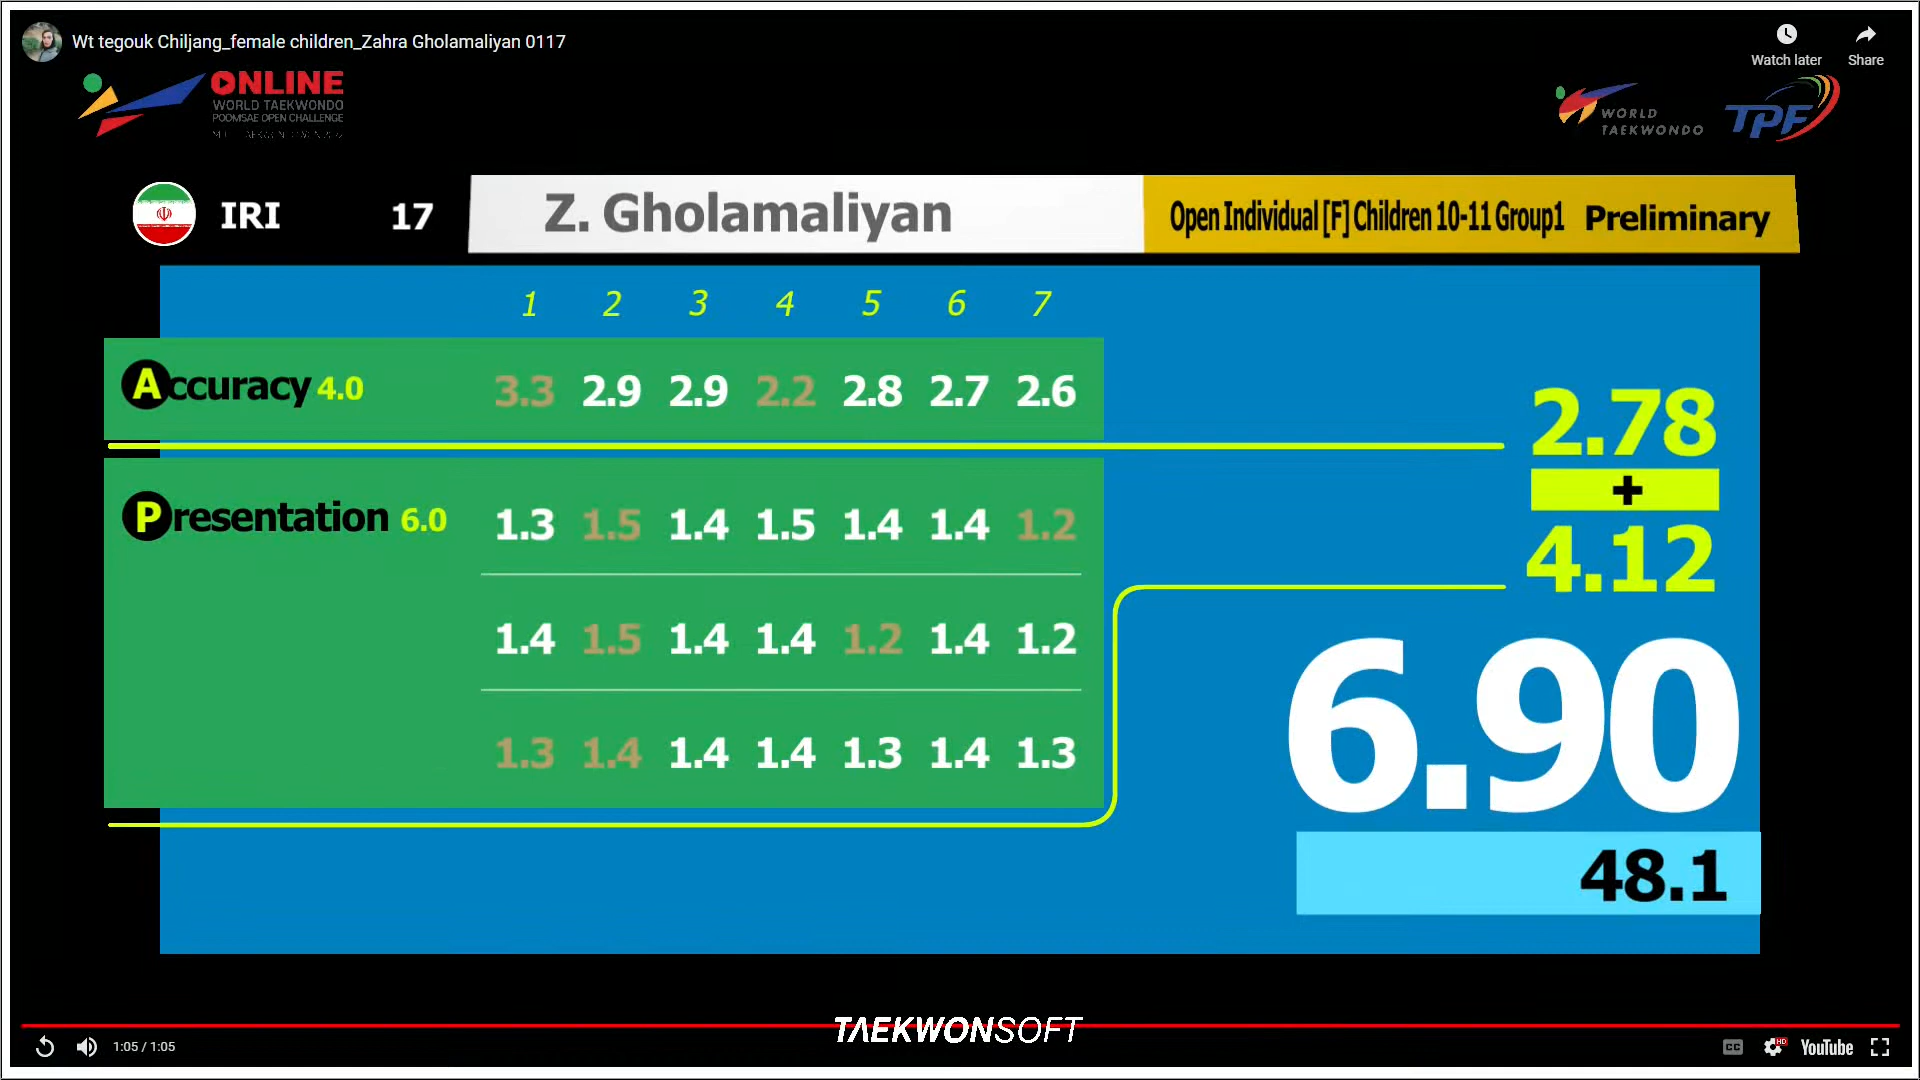 Wt tegouk Chiljang_female children_Zahra Gholamaliyan 0117
Watch later
Share
ONLINE
WORLD TAEKWONDO
POOMSAE OPEN CHALLENGE
WORLD
TAEKWONDO
TPF
IRI 17 Z. Gholamaliyan Open Individual [F] Children 10-11 Group1 Preliminary
1 2 3 4 5 6 7
Accuracy 4.0 3.3 2.9 2.9 2.2 2.8 2.7 2.6
2.78
+
Presentation 6.0 1.3 1.5 1.4 1.5 1.4 1.4 1.2
4.12
1.4 1.5 1.4 1.4 1.2 1.4 1.2
1.3 1.4 1.4 1.4 1.3 1.4 1.3
6.90
48.1
TAEKWONSOFT
1:05 / 1:05
CC
HD
YouTube